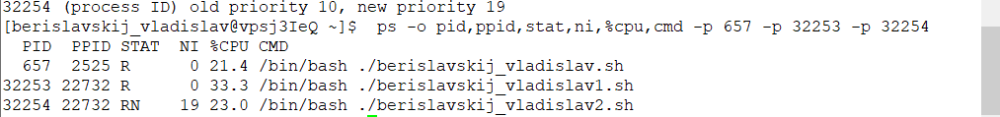 32254 (process ID) old priority 10, new priority 19
[berislavskij_vladislav@vpsj3IeQ ~]$  ps -o pid,ppid,stat,ni,%cpu,cmd -p 657 -p 32253 -p 32254
  PID  PPID STAT  NI %CPU CMD
  657  2525 R      0 21.4 /bin/bash ./berislavskij_vladislav.sh
32253 22732 R      0 33.3 /bin/bash ./berislavskij_vladislav1.sh
32254 22732 RN    19 23.0 /bin/bash ./berislavskij_vladislav2.sh